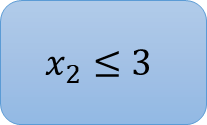 x₂ ≤ 3